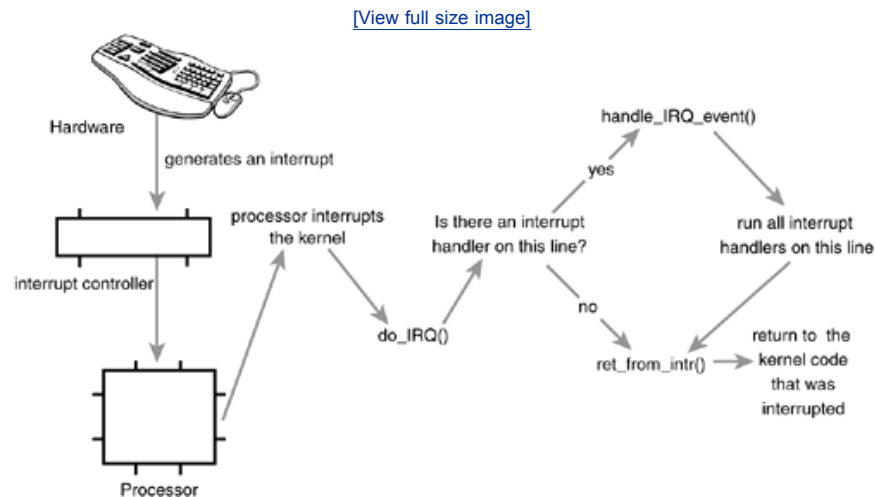 [View full size image]
Hardware
generates an interrupt
interrupt controller
Processor
processor interrupts
the kernel
do_IRQ()
Is there an interrupt
handler on this line?
yes
no
handle_IRQ_event()
run all interrupt
handlers on this line
ret_from_intr()
return to the
kernel code
that was
interrupted